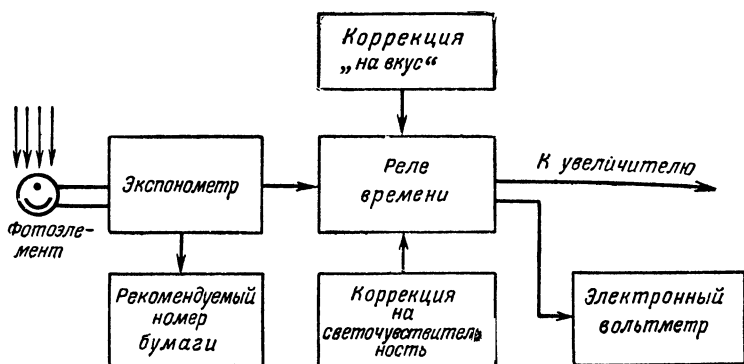 Коррекция
„на вкус“
Экспонометр
Реле
времени
К увеличителю
Фотоэле-
мент
Рекомендуемый
номер
бумаги
Коррекция
на
светочувствитель
ность
Электронный
вольтметр